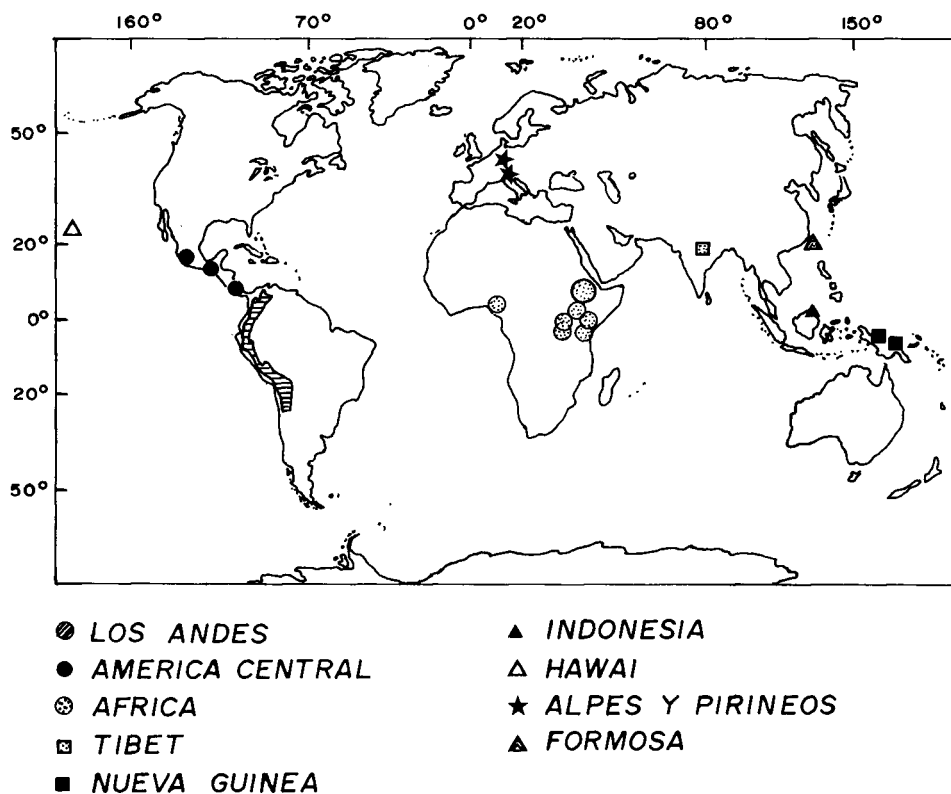 160° 70° 0° 20° 80° 150°
50°
20°
0°
20°
50°
LOS ANDES
AMERICA CENTRAL
AFRICA
TIBET
NUEVA GUINEA
INDONESIA
HAWAI
ALPES Y PIRINEOS
FORMOSA